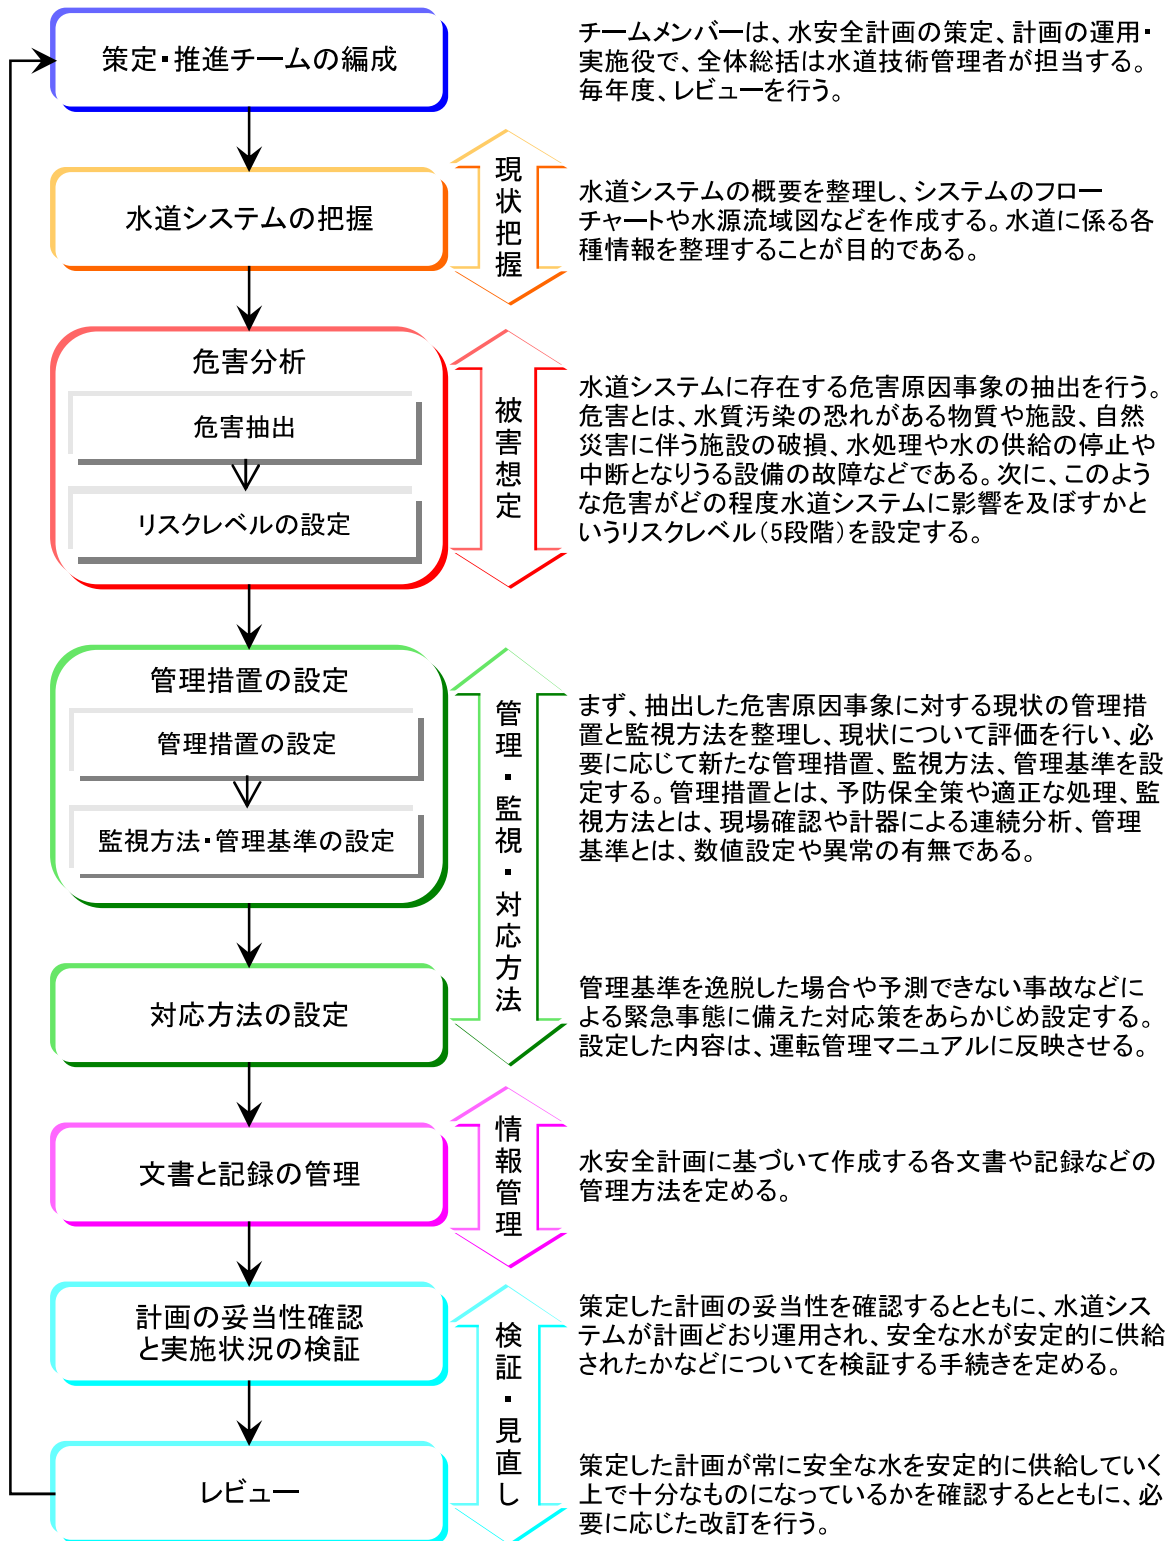 策定・推進チームの編成
チームメンバーは、水安全計画の策定、計画の運用・
実施役で、全体総括は水道技術管理者が担当する。
毎年度、レビューを行う。
水道システムの把握
現状把握
水道システムの概要を整理し、システムのフロー
チャートや水源流域図などを作成する。水道に係る各
種情報を整理することが目的である。
危害分析
危害抽出
リスクレベルの設定
被害想定
水道システムに存在する危害原因事象の抽出を行う。
危害とは、水質汚染の恐れがある物質や施設、自然
災害に伴う施設の破損、水処理や水の供給の停止や
中断となりうる設備の故障などである。次に、このよう
な危害がどの程度水道システムに影響を及ぼすかと
いうリスクレベル（5段階）を設定する。
管理措置の設定
管理措置の設定
監視方法・管理基準の設定
管理・監視・対応方法
まず、抽出した危害原因事象に対する現状の管理措
置と監視方法を整理し、現状について評価を行い、必
要に応じて新たな管理措置、監視方法、管理基準を設
定する。管理措置とは、予防保全策や適正な処理、監
視方法とは、現場確認や計器による連続分析、管理
基準とは、数値設定や異常の有無である。
対応方法の設定
管理基準を逸脱した場合や予測できない事故などに
よる緊急事態に備えた対応策をあらかじめ設定する。
設定した内容は、運転管理マニュアルに反映させる。
文書と記録の管理
情報管理
水安全計画に基づいて作成する各文書や記録などの
管理方法を定める。
計画の妥当性確認
と実施状況の検証
検証・見直し
策定した計画の妥当性を確認するとともに、水道シス
テムが計画どおり運用され、安全な水が安定的に供給
されたかなどについてを検証する手続きを定める。
レビュー
策定した計画が常に安全な水を安定的に供給していく
上で十分なものになっているかを確認するとともに、必
要に応じた改訂を行う。